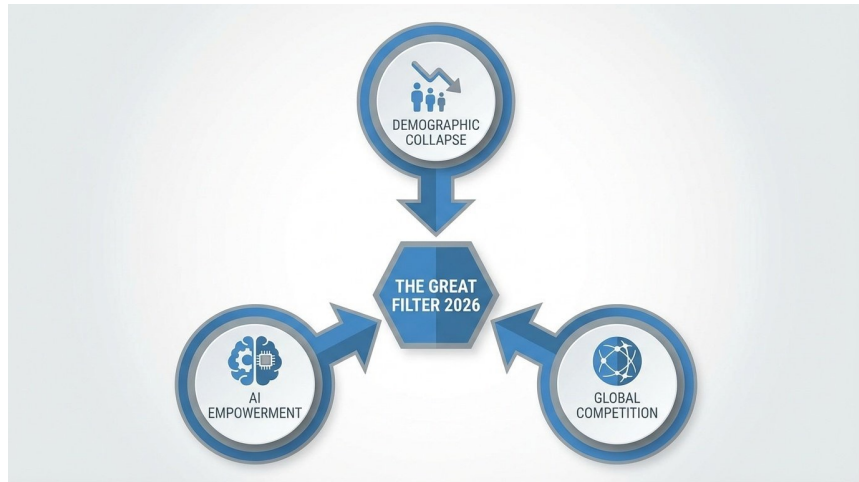 DEMOGRAPHIC
COLLAPSE
THE GREAT
FILTER 2026
AI
EMPOWERMENT
GLOBAL
COMPETITION